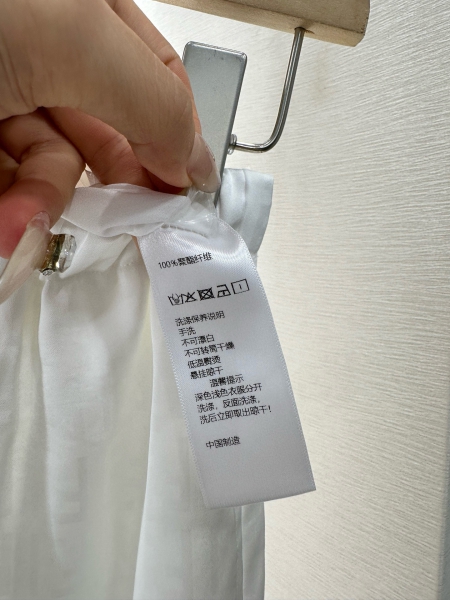 100%聚酯纤维
洗涤保养说明
手洗
不可漂白
不可转笼干燥
低温熨烫
悬挂晾干
温馨提示
深色浅色衣服分开
洗涤、反面洗涤、
洗后立即取出晾干!
中国制造